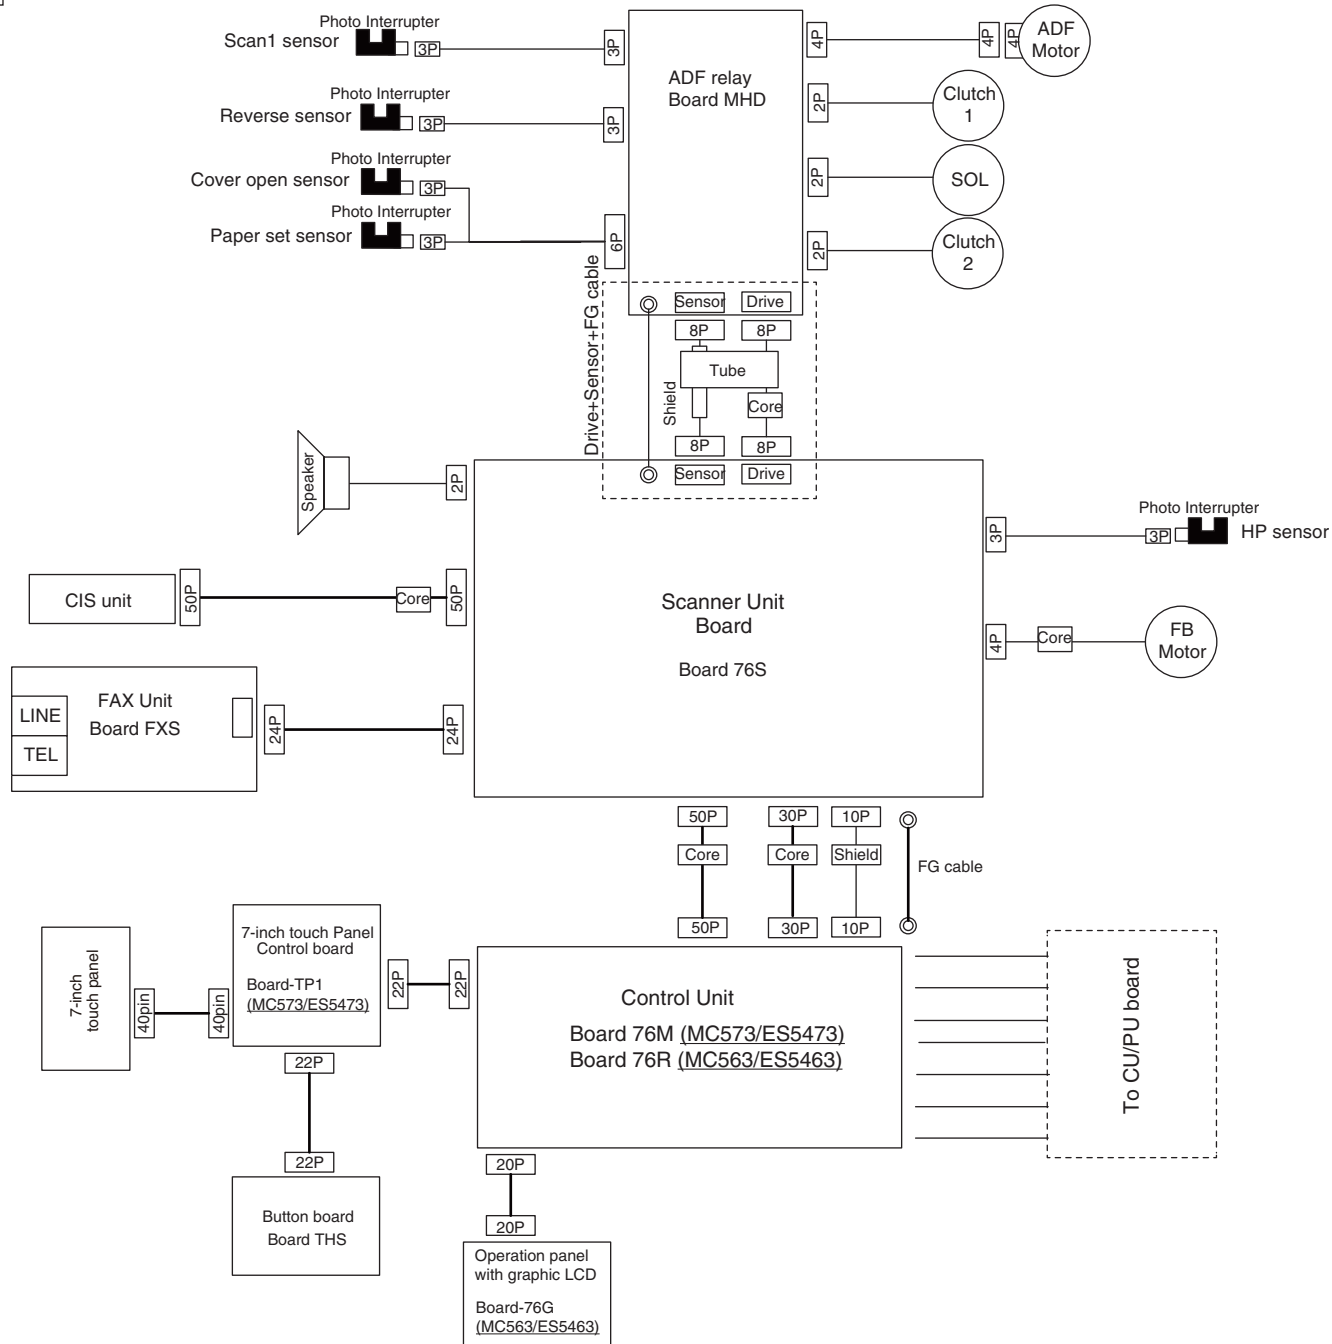 Photo Interrupter
Scan1 sensor
3P
3P
4P
4P
4P
ADF
Motor
ADF relay
Board MHD
Photo Interrupter
Reverse sensor
3P
3P
2P
Clutch
1
Photo Interrupter
Cover open sensor
3P
2P
SOL
Photo Interrupter
Paper set sensor
3P
6P
2P
Clutch
2
Drive+Sensor+FG cable
Sensor
Drive
8P
8P
Tube
Shield
Core
8P
8P
Sensor
Drive
Speaker
2P
Photo Interrupter
3P
3P
HP sensor
CIS unit
50P
Core
50P
Scanner Unit
Board
Board 76S
4P
Core
FB
Motor
FAX Unit
Board FXS
LINE
TEL
24P
24P
50P
30P
10P
Core
Core
Shield
FG cable
50P
30P
10P
7-inch
touch panel
40pin
40pin
7-inch touch Panel
Control board
Board-TP1
(MC573/ES5473)
22P
22P
Control Unit
Board 76M (MC573/ES5473)
Board 76R (MC563/ES5463)
To CU/PU board
22P
22P
Button board
Board THS
20P
20P
Operation panel
with graphic LCD
Board-76G
(MC563/ES5463)